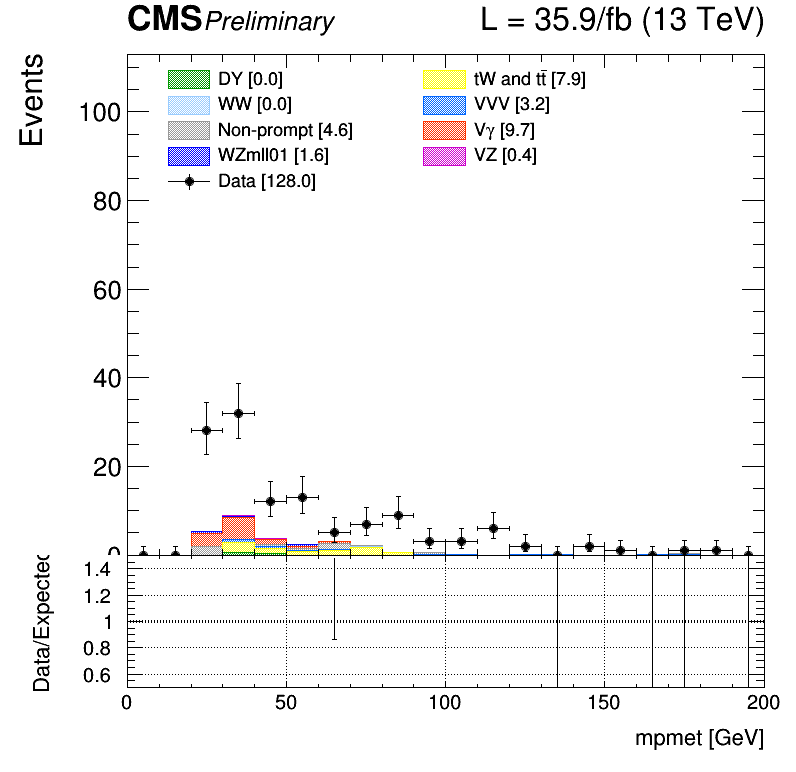 CMS Preliminary L = 35.9/fb (13 TeV)
Events
DY [0.0] tW and tt̄ [7.9]
WW [0.0] VVV [3.2]
Non-prompt [4.6] Vγ [9.7]
WZmll01 [1.6] VZ [0.4]
Data [128.0]
100
80
60
40
20
0
Data/Expected
1.4
1.2
1
0.8
0.6
0 50 100 150 200
mpmet [GeV]